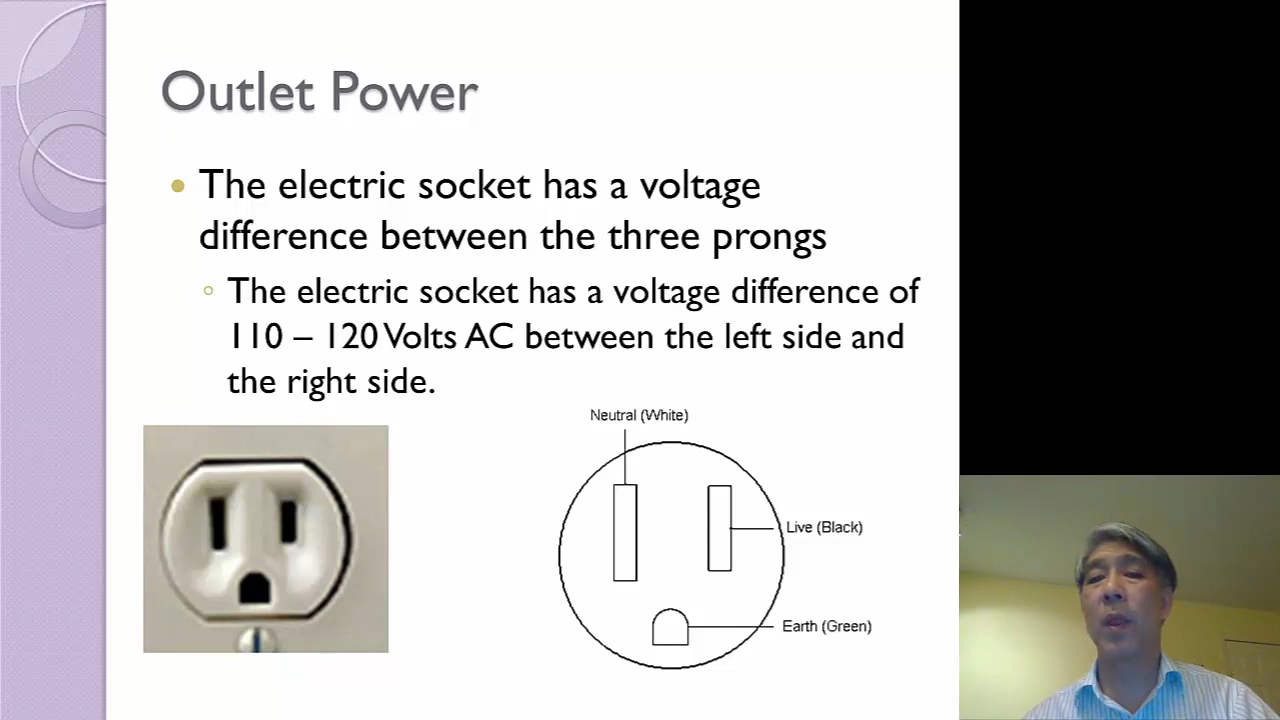 Outlet Power
The electric socket has a voltage
difference between the three prongs
The electric socket has a voltage difference of
110 – 120 Volts AC between the left side and
the right side.
Neutral (White)
Live (Black)
Earth (Green)